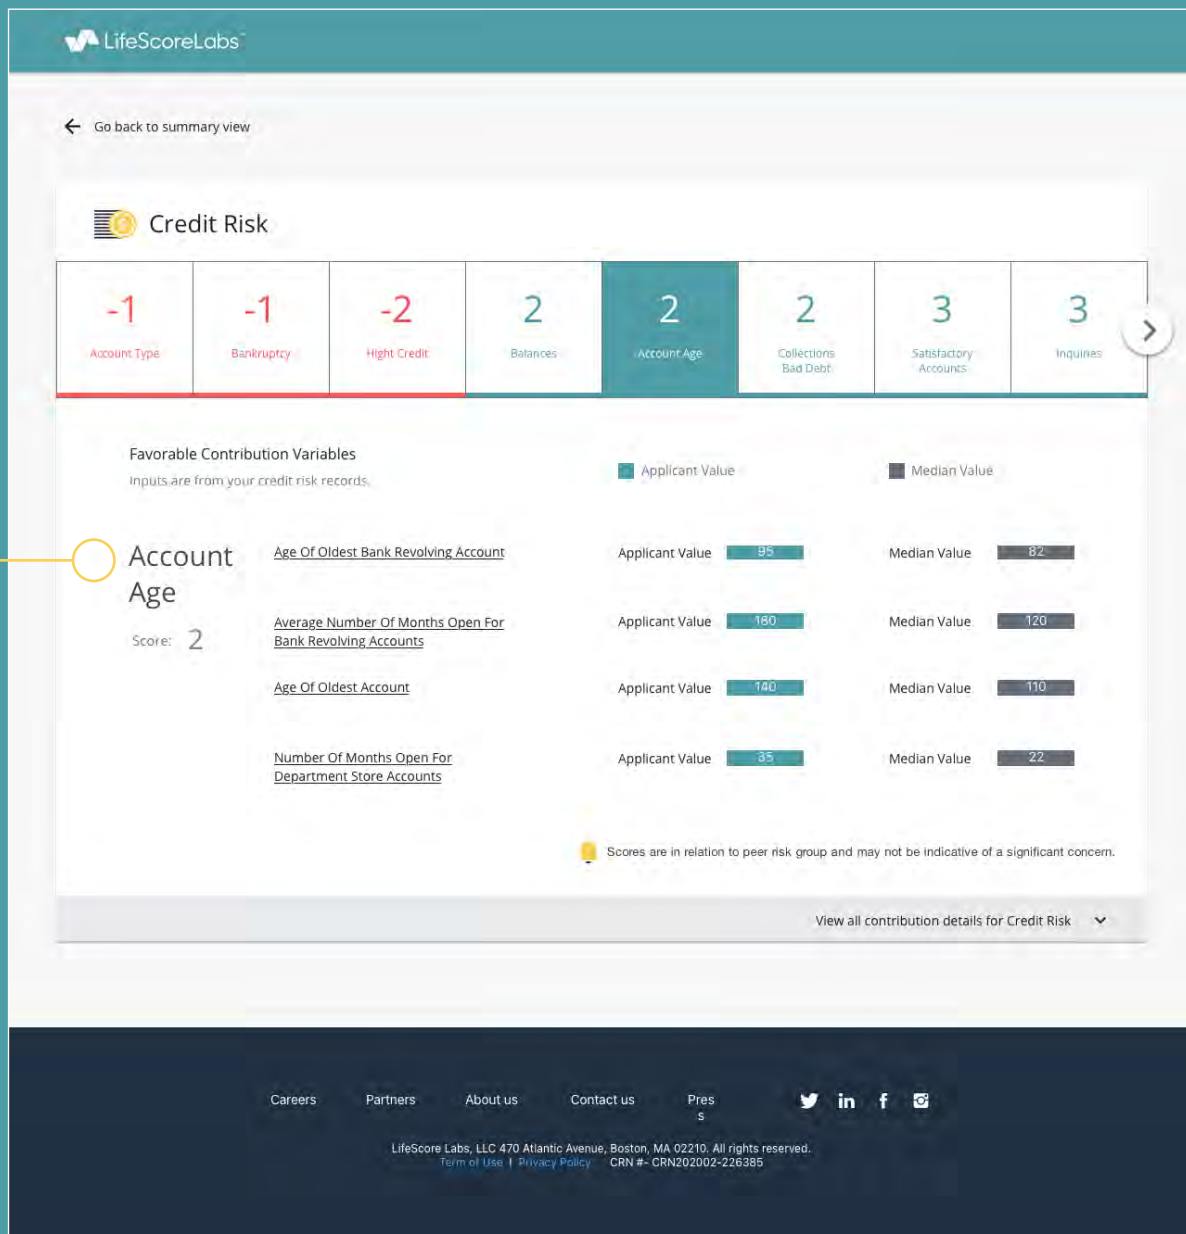 LifeScoreLabs™
Go back to summary view
Credit Risk
-1
Account Type
-1
Bankruptcy
-2
Hight Credit
2
Balances
2
Account Age
2
Collections
Bad Debt
3
Satisfactory
Accounts
3
Inquiries
Favorable Contribution Variables
Inputs are from your credit risk records.
Applicant Value
Median Value
Account
Age
Score: 2
Age Of Oldest Bank Revolving Account
Applicant Value 95
Median Value 82
Average Number Of Months Open For
Bank Revolving Accounts
Applicant Value 160
Median Value 120
Age Of Oldest Account
Applicant Value 140
Median Value 110
Number Of Months Open For
Department Store Accounts
Applicant Value 35
Median Value 22
Scores are in relation to peer risk group and may not be indicative of a significant concern.
View all contribution details for Credit Risk
Careers
Partners
About us
Contact us
Pres
s
in
f
LifeScore Labs, LLC 470 Atlantic Avenue, Boston, MA 02210. All rights reserved.
Term of Use | Privacy Policy CRN #- CRN202002-226385